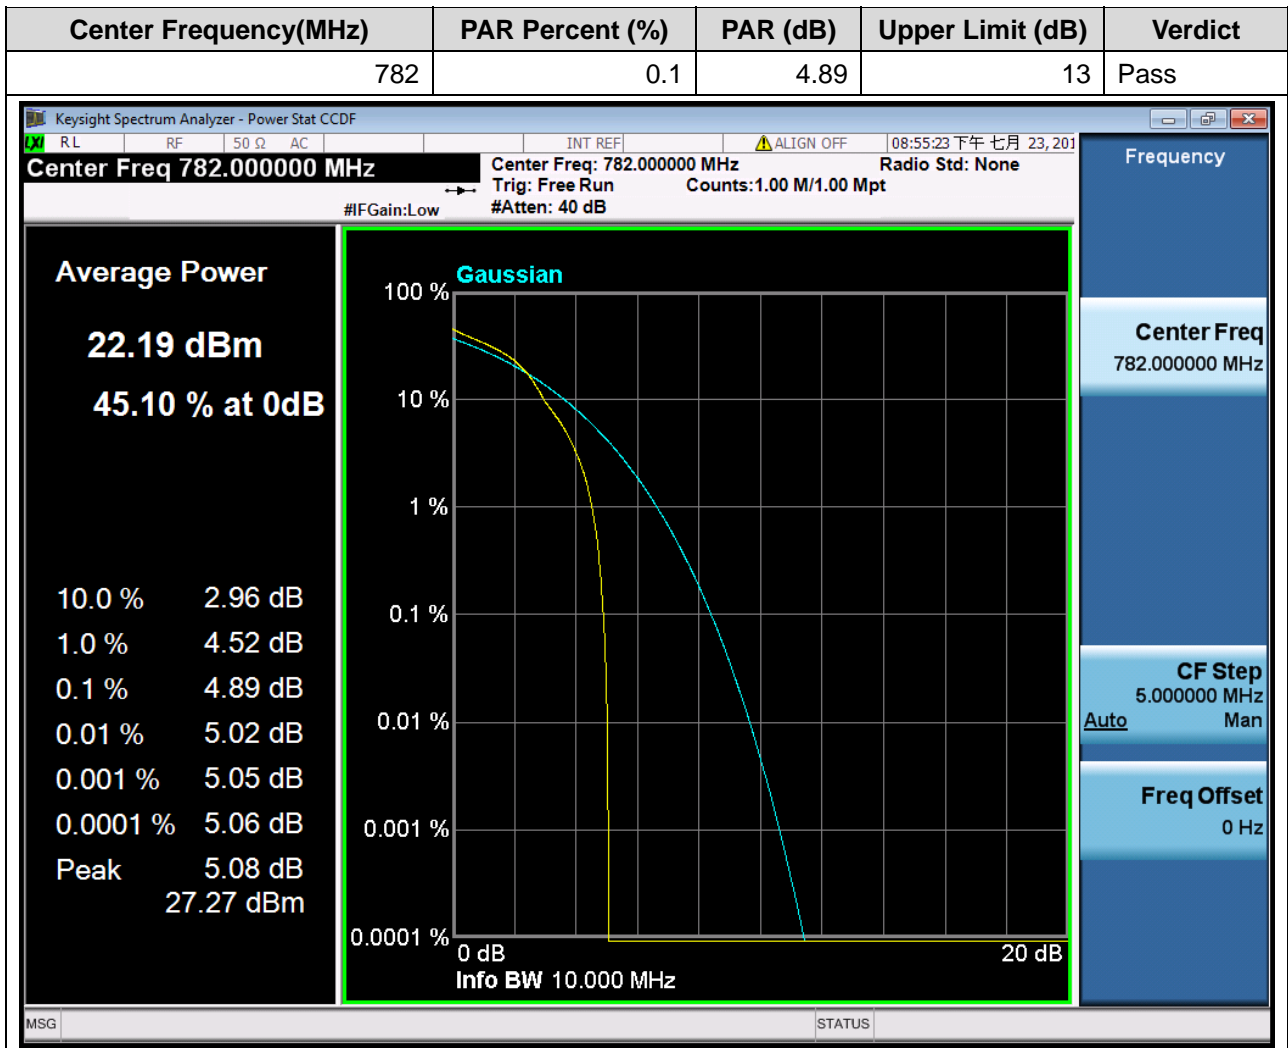 Center Frequency(MHz) PAR Percent (%) PAR (dB) Upper Limit (dB) Verdict
782 0.1 4.89 13 Pass
Keysight Spectrum Analyzer - Power Stat CCDF
LXI RL RF 50 Ω AC INT REF ALIGN OFF 08:55:23 下午 七月 23, 201
Center Freq 782.000000 MHz
Center Freq: 782.000000 MHz Radio Std: None
Trig: Free Run Counts:1.00 M/1.00 Mpt
#IFGain:Low #Atten: 40 dB
Average Power
22.19 dBm
45.10 % at 0dB
10.0 % 2.96 dB
1.0 % 4.52 dB
0.1 % 4.89 dB
0.01 % 5.02 dB
0.001 % 5.05 dB
0.0001 % 5.06 dB
Peak 5.08 dB
27.27 dBm
Gaussian
100 %
10 %
1 %
0.1 %
0.01 %
0.001 %
0.0001 %
0 dB 20 dB
Info BW 10.000 MHz
Frequency
Center Freq
782.000000 MHz
CF Step
5.000000 MHz
Auto Man
Freq Offset
0 Hz
MSG STATUS